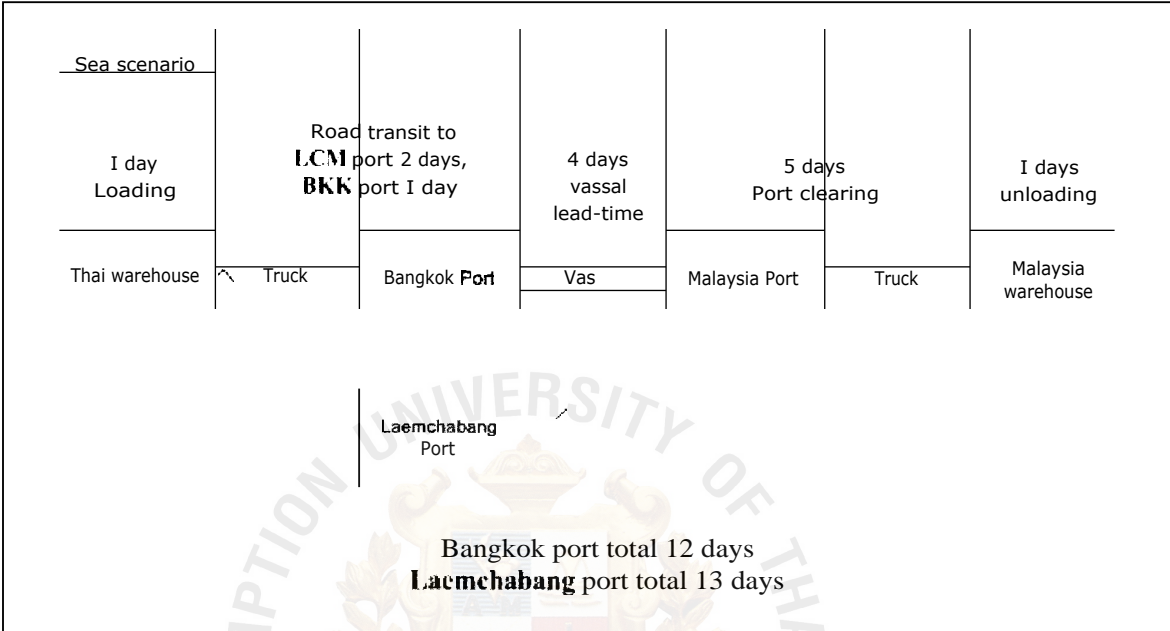 Sea scenario
I day
Loading
Road transit to
LCM port 2 days,
BKK port I day
4 days
vassal
lead-time
5 days
Port clearing
I days
unloading
Thai warehouse
Truck
Bangkok Port
Vas
Malaysia Port
Truck
Malaysia
warehouse
Laemchabang
Port
Bangkok port total 12 days
Laemchabang port total 13 days
UNIVERSITY OF